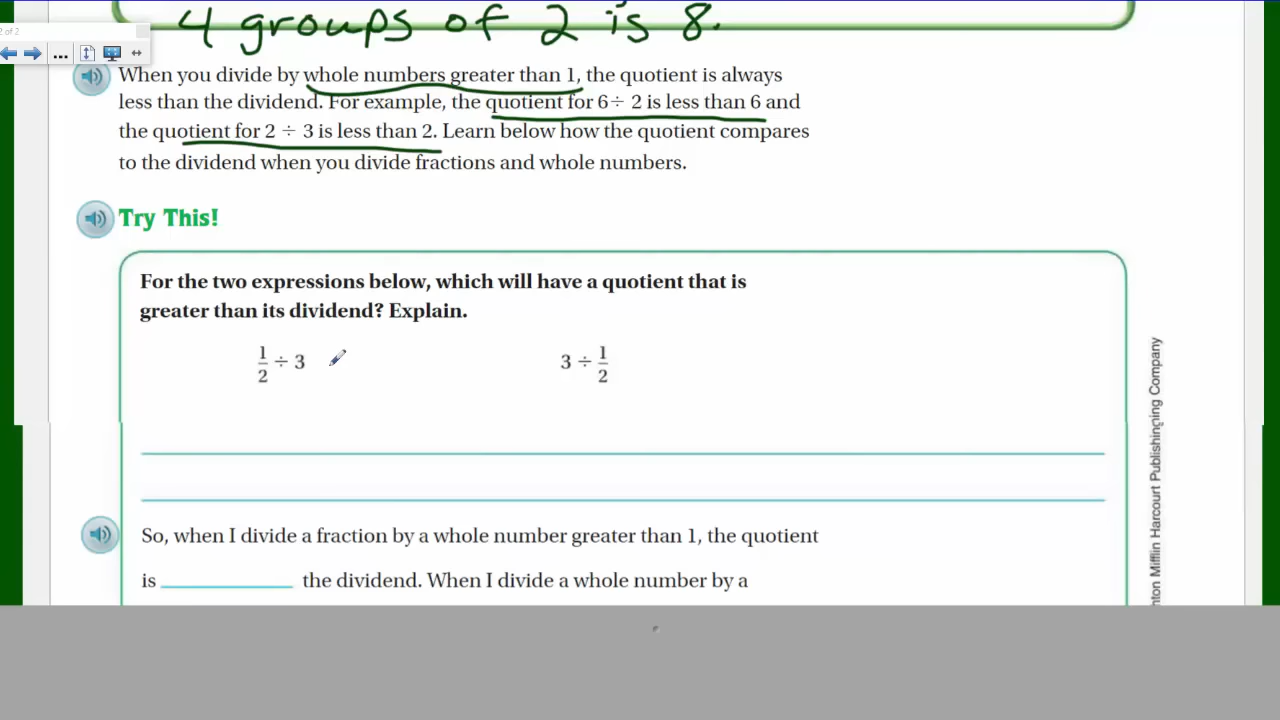 4 groups of 2 is 8.
2 of 2
When you divide by whole numbers greater than 1, the quotient is always
less than the dividend. For example, the quotient for 6 ÷ 2 is less than 6 and
the quotient for 2 ÷ 3 is less than 2. Learn below how the quotient compares
to the dividend when you divide fractions and whole numbers.
Try This!
For the two expressions below, which will have a quotient that is
greater than its dividend? Explain.
1/2 ÷ 3 3 ÷ 1/2
So, when I divide a fraction by a whole number greater than 1, the quotient
is ____________ the dividend. When I divide a whole number by a
Mifflin Harcourt Publishinging Company